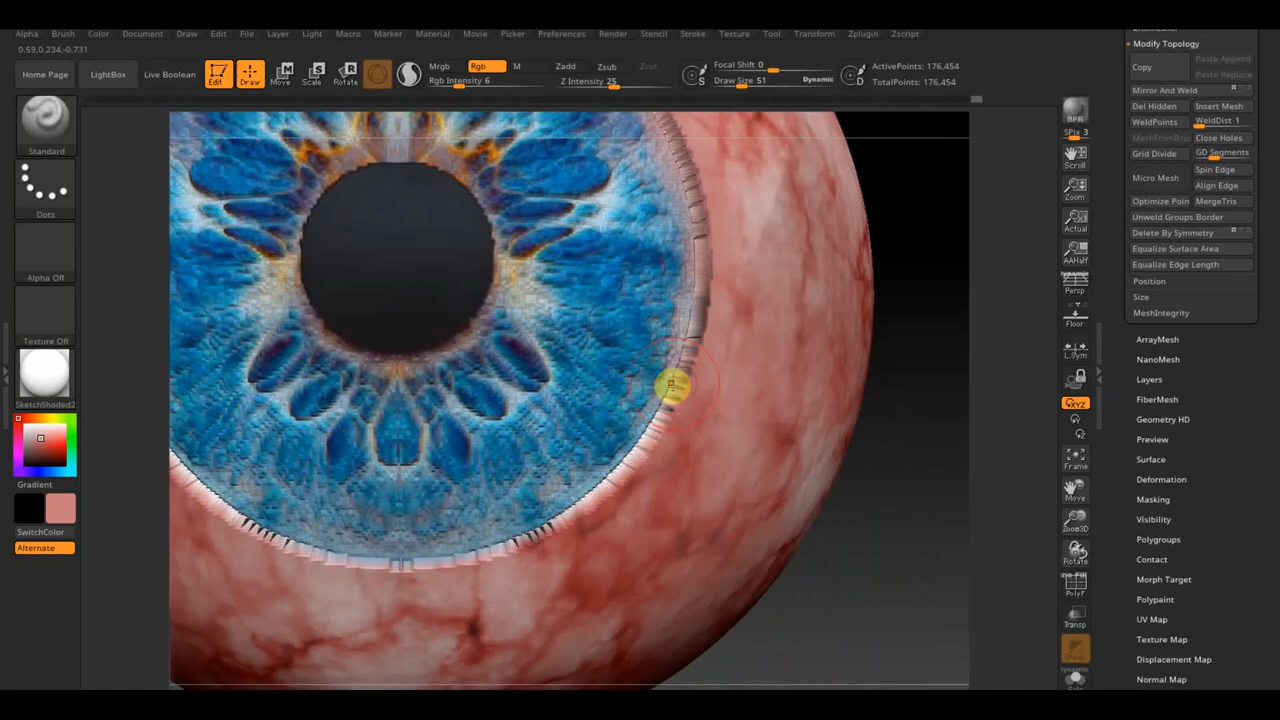 Alpha Brush Color Document Draw Edit File Layer Light Macro Marker Material Movie Picker Preferences Render Stencil Stroke Texture Tool Transform Zplugin Zscript
0.69,0.234,-0.731
Home Page LightBox Live Boolean Edit Draw Move Scale Rotate
Mrgb Rgb M Zadd Zsub Zcut
Rgb Intensity 6 Z Intensity 25
Focal Shift 0
Draw Size 51 Dynamic
ActivePoints: 176,454
TotalPoints: 176,454
Standard
Dots
Alpha Off
Texture Off
SketchShaded2
Gradient
SwitchColor
Alternate
BPR
SPix 3
Scroll
Zoom
Actual
AAHalf
Dynamic
Persp
Floor
L.Sym
XYZ
Frame
Move
Zoom3D
Rotate
PolyF
Transp
Modify Topology
Copy Paste Append
Paste Replace
Mirror And Weld
Del Hidden Insert Mesh
WeldPoints WeldDist 1
MeshFromBrus Close Holes
Grid Divide GD Segments
Micro Mesh Spin Edge
Align Edge
Optimize Poin MergeTris
Unweld Groups Border
Delete By Symmetry
Equalize Surface Area
Equalize Edge Length
Position
Size
MeshIntegrity
ArrayMesh
NanoMesh
Layers
FiberMesh
Geometry HD
Preview
Surface
Deformation
Masking
Visibility
Polygroups
Contact
Morph Target
Polypaint
UV Map
Texture Map
Displacement Map
Normal Map